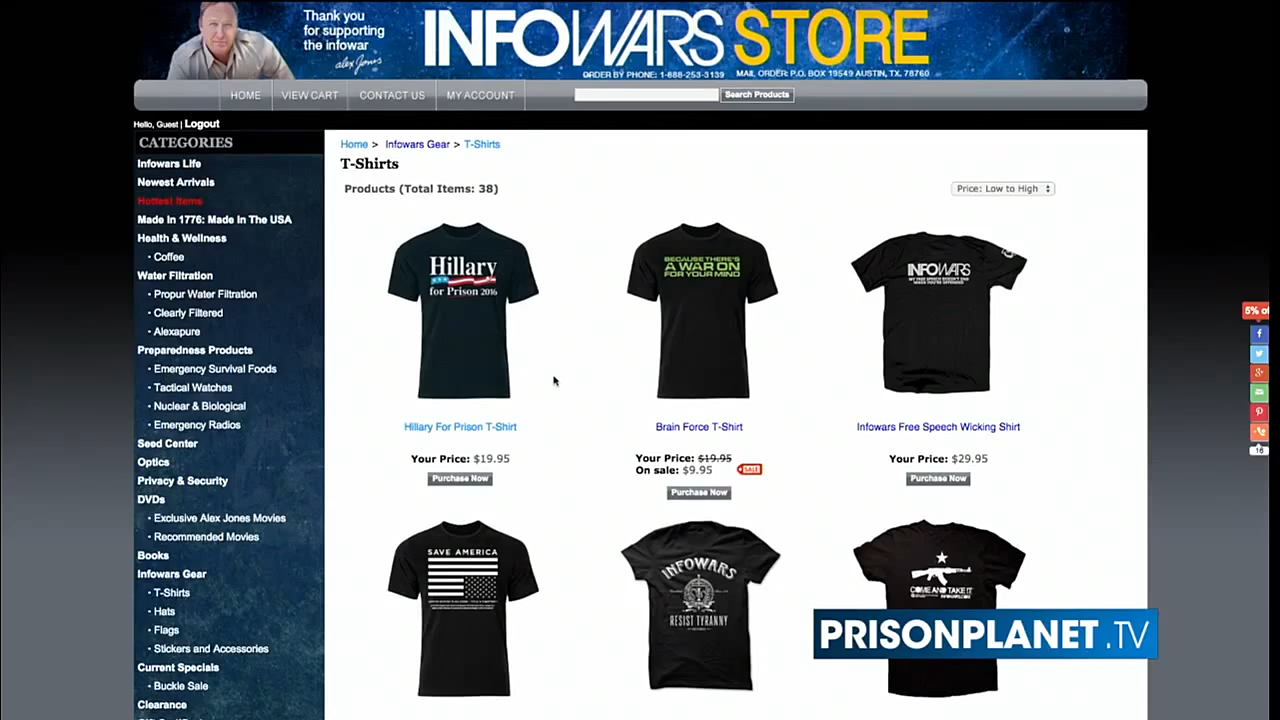 Thank you
for supporting
the infowar
alex Jones
INFOWARS STORE
ORDER BY PHONE: 1-888-253-3139 MAIL ORDER: P.O. BOX 19549 AUSTIN, TX. 78760
HOME VIEW CART CONTACT US MY ACCOUNT Search Products
Hello, Guest | Logout
CATEGORIES
Infowars Life
Newest Arrivals
Hottest Items
Made In 1776: Made In The USA
Health & Wellness
• Coffee
Water Filtration
• Propur Water Filtration
• Clearly Filtered
• Alexapure
Preparedness Products
• Emergency Survival Foods
• Tactical Watches
• Nuclear & Biological
• Emergency Radios
Seed Center
Optics
Privacy & Security
DVDs
• Exclusive Alex Jones Movies
• Recommended Movies
Books
Infowars Gear
• T-Shirts
• Hats
• Flags
• Stickers and Accessories
Current Specials
• Buckle Sale
Clearance
Home > Infowars Gear > T-Shirts
T-Shirts
Products (Total Items: 38)
Price: Low to High
Hillary
for Prison 2016
BECAUSE THERE'S
A WAR ON
FOR YOUR MIND
INFOWARS
Hillary For Prison T-Shirt
Your Price: $19.95
Purchase Now
Brain Force T-Shirt
Your Price: $19.95
On sale: $9.95 SALE
Purchase Now
Infowars Free Speech Wicking Shirt
Your Price: $29.95
Purchase Now
SAVE AMERICA
INFOWARS
RESIST TYRANNY
COME AND TAKE IT
INFOWARS.COM
5% of
f
16
PRISONPLANET.TV